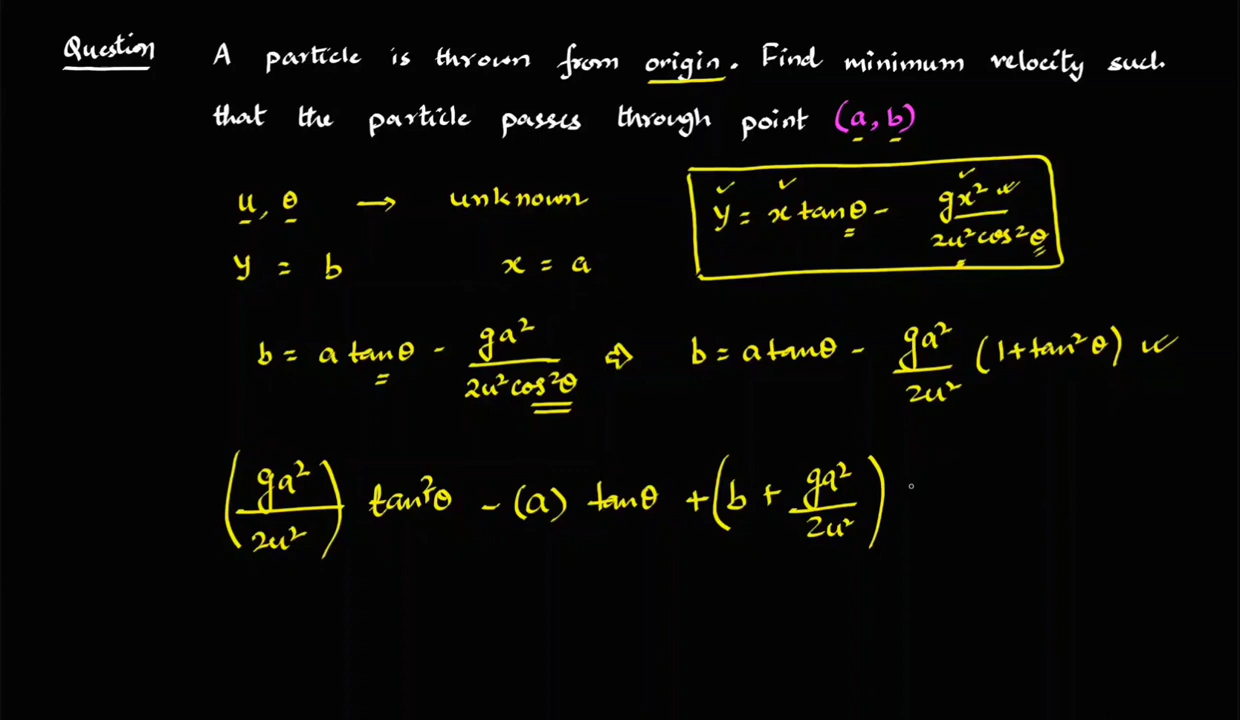 Question A particle is thrown from origin. Find minimum velocity such
that the particle passes through point (a, b)
u, θ → unknown
y = x tanθ - gx²/2u²cos²θ
y = b x = a
b = a tanθ - ga²/2u²cos²θ ⇒ b = a tanθ - ga²/2u² (1 + tan²θ)
(ga²/2u²) tan²θ - (a) tanθ + (b + ga²/2u²)